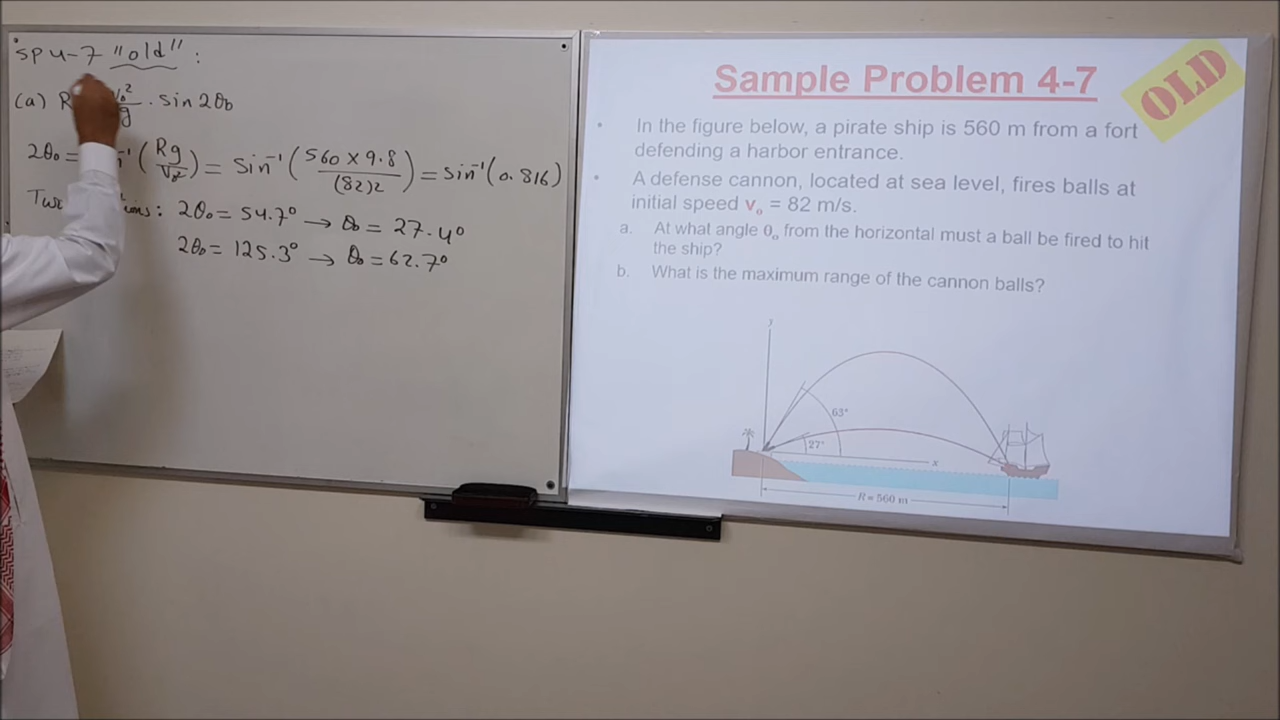 SP 4-7 "old" :
(a) R v₀² / g . sin 2θ₀
2θ₀ = (Rg / v₀²) = sin⁻¹ (560 × 9.8 / (82)2) = sin⁻¹ (0.816)
2θ₀ = 54.7° → θ₀ = 27.4°
2θ₀ = 125.3° → θ₀ = 62.7°
Sample Problem 4-7
OLD
• In the figure below, a pirate ship is 560 m from a fort
defending a harbor entrance.
• A defense cannon, located at sea level, fires balls at
initial speed v₀ = 82 m/s.
a. At what angle θ₀ from the horizontal must a ball be fired to hit
the ship?
b. What is the maximum range of the cannon balls?
y
63°
27°
x
R = 560 m